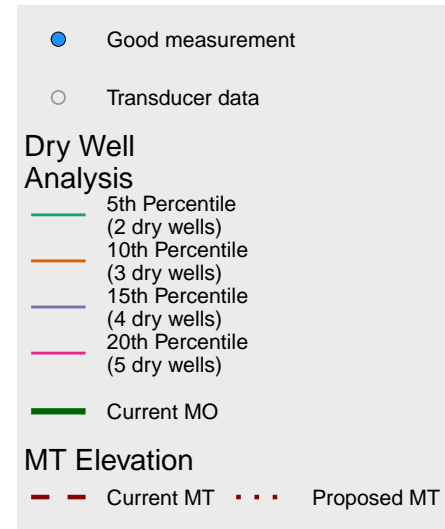 Good measurement
Transducer data
Dry Well
Analysis
5th Percentile
(2 dry wells)
10th Percentile
(3 dry wells)
15th Percentile
(4 dry wells)
20th Percentile
(5 dry wells)
Current MO
MT Elevation
Current MT Proposed MT